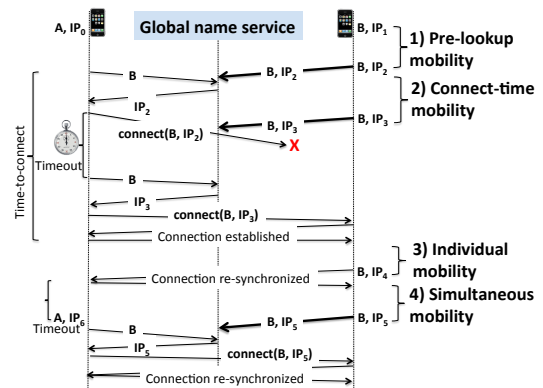 A, IP0
Global name service
B, IP1
1) Pre-lookup mobility
B, IP2
B, IP2
B
2) Connect-time mobility
IP2
connect(B, IP2)
B, IP3
B, IP3
X
Timeout
Time-to-connect
B
IP3
connect(B, IP3)
Connection established
3) Individual mobility
B, IP4
Connection re-synchronized
4) Simultaneous mobility
A, IP6
Timeout
B
B, IP5
B, IP5
IP5
connect(B, IP5)
Connection re-synchronized